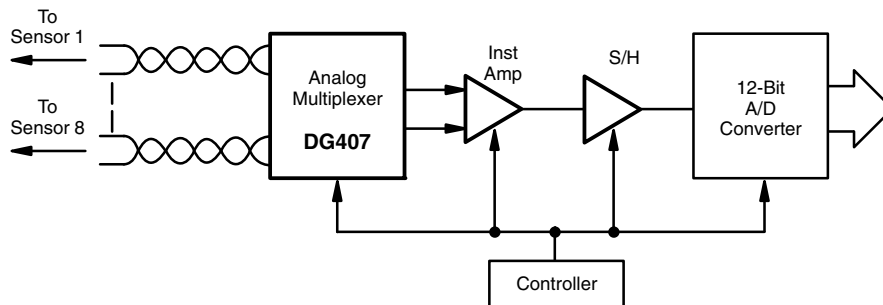 To
Sensor 1
To
Sensor 8
Analog
Multiplexer
DG407
Inst
Amp
S/H
12-Bit
A/D
Converter
Controller